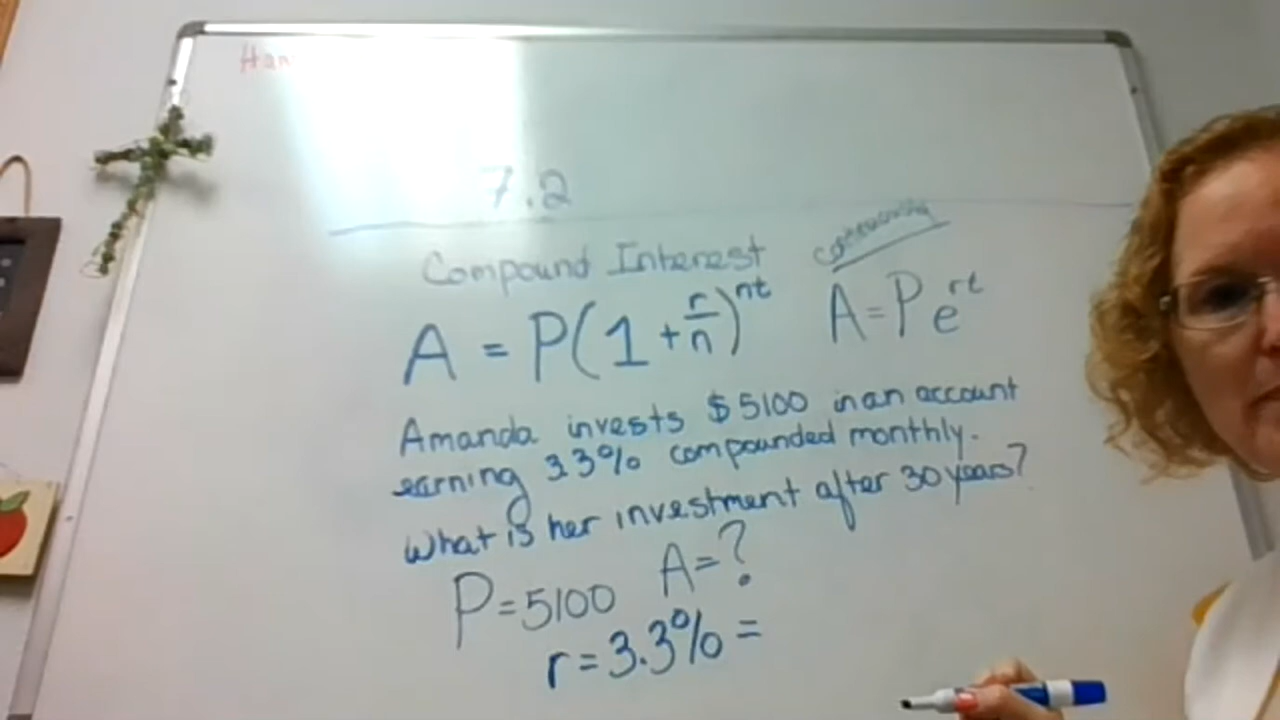 Ham
7.2
Compound Interest
A = P(1 + r/n)^nt A = Pe^rt
Amanda invests $5100 in an account
earning 3.3% compounded monthly.
What is her investment after 30 years?
P = 5100 A = ?
r = 3.3% =